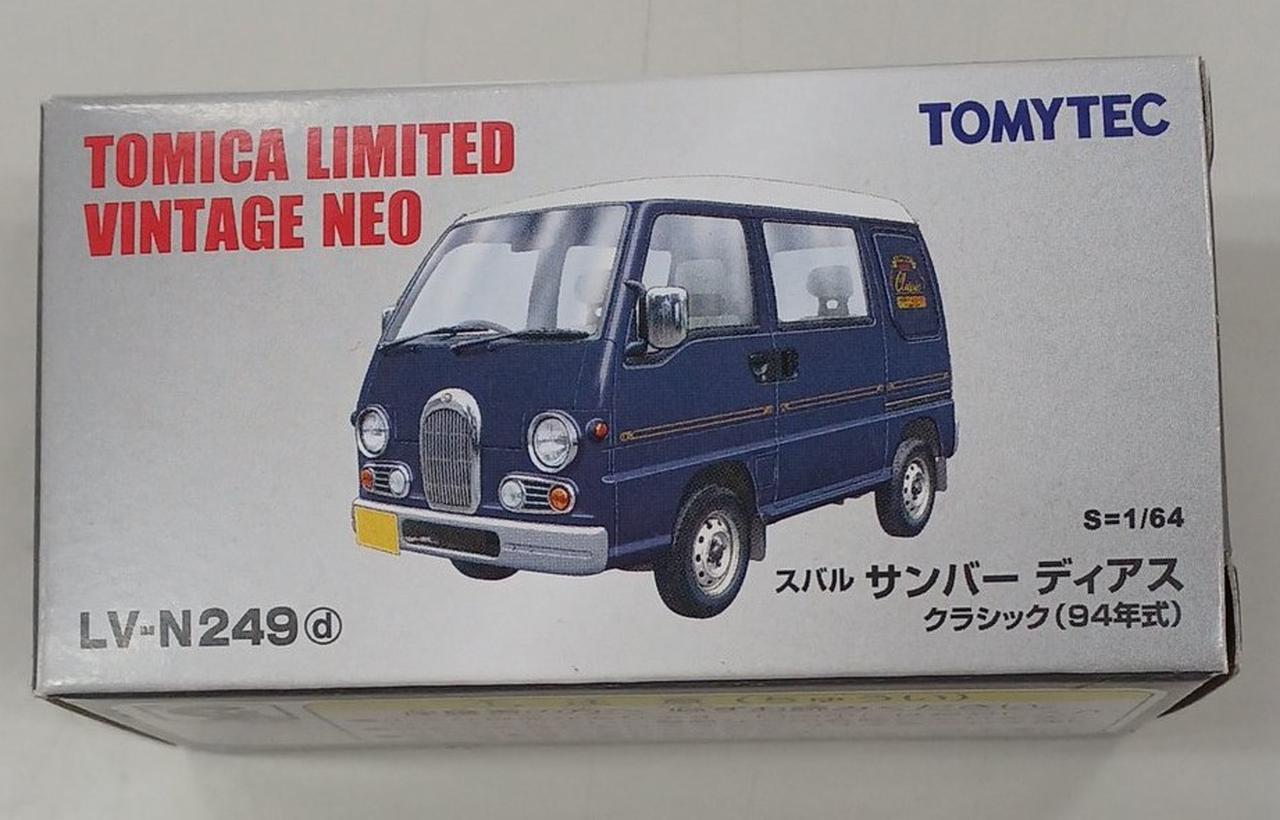 TOMICA LIMITED
VINTAGE NEO
TOMYTEC
Classic
S=1/64
スバル サンバー ディアス
クラシック(94年式)
LV-N249ⓓ